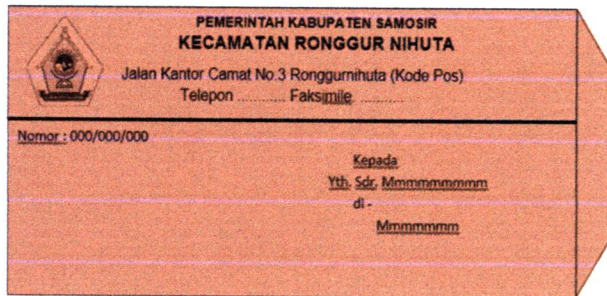 PEMERINTAH KABUPATEN SAMOSIR
KECAMATAN RONGGUR NIHUTA
Jalan Kantor Camat No.3 Ronggurnihuta (Kode Pos)
Telepon ............ Faksimile ............
Nomor : 000/000/000
Kepada
Yth. Sdr. Mmmmmmmmm
di -
Mmmmmmm